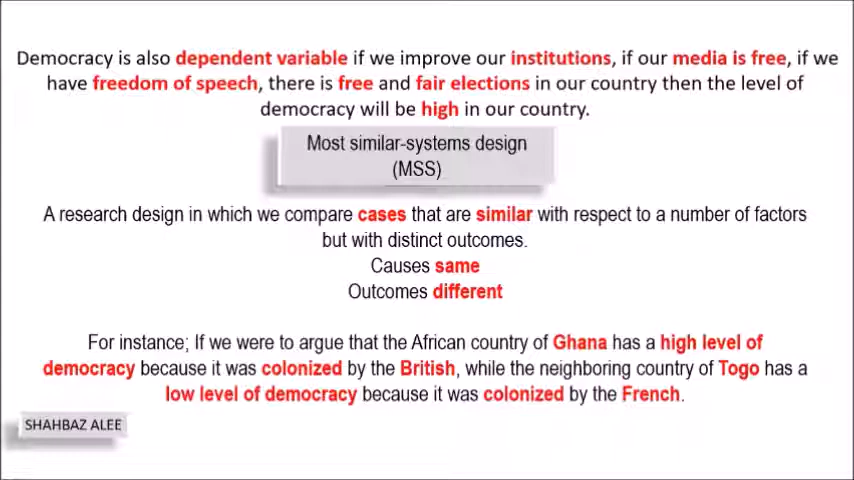 Democracy is also dependent variable if we improve our institutions, if our media is free, if we
have freedom of speech, there is free and fair elections in our country then the level of
democracy will be high in our country.
Most similar-systems design
(MSS)
A research design in which we compare cases that are similar with respect to a number of factors
but with distinct outcomes.
Causes same
Outcomes different
For instance; If we were to argue that the African country of Ghana has a high level of
democracy because it was colonized by the British, while the neighboring country of Togo has a
low level of democracy because it was colonized by the French.
SHAHBAZ ALEE